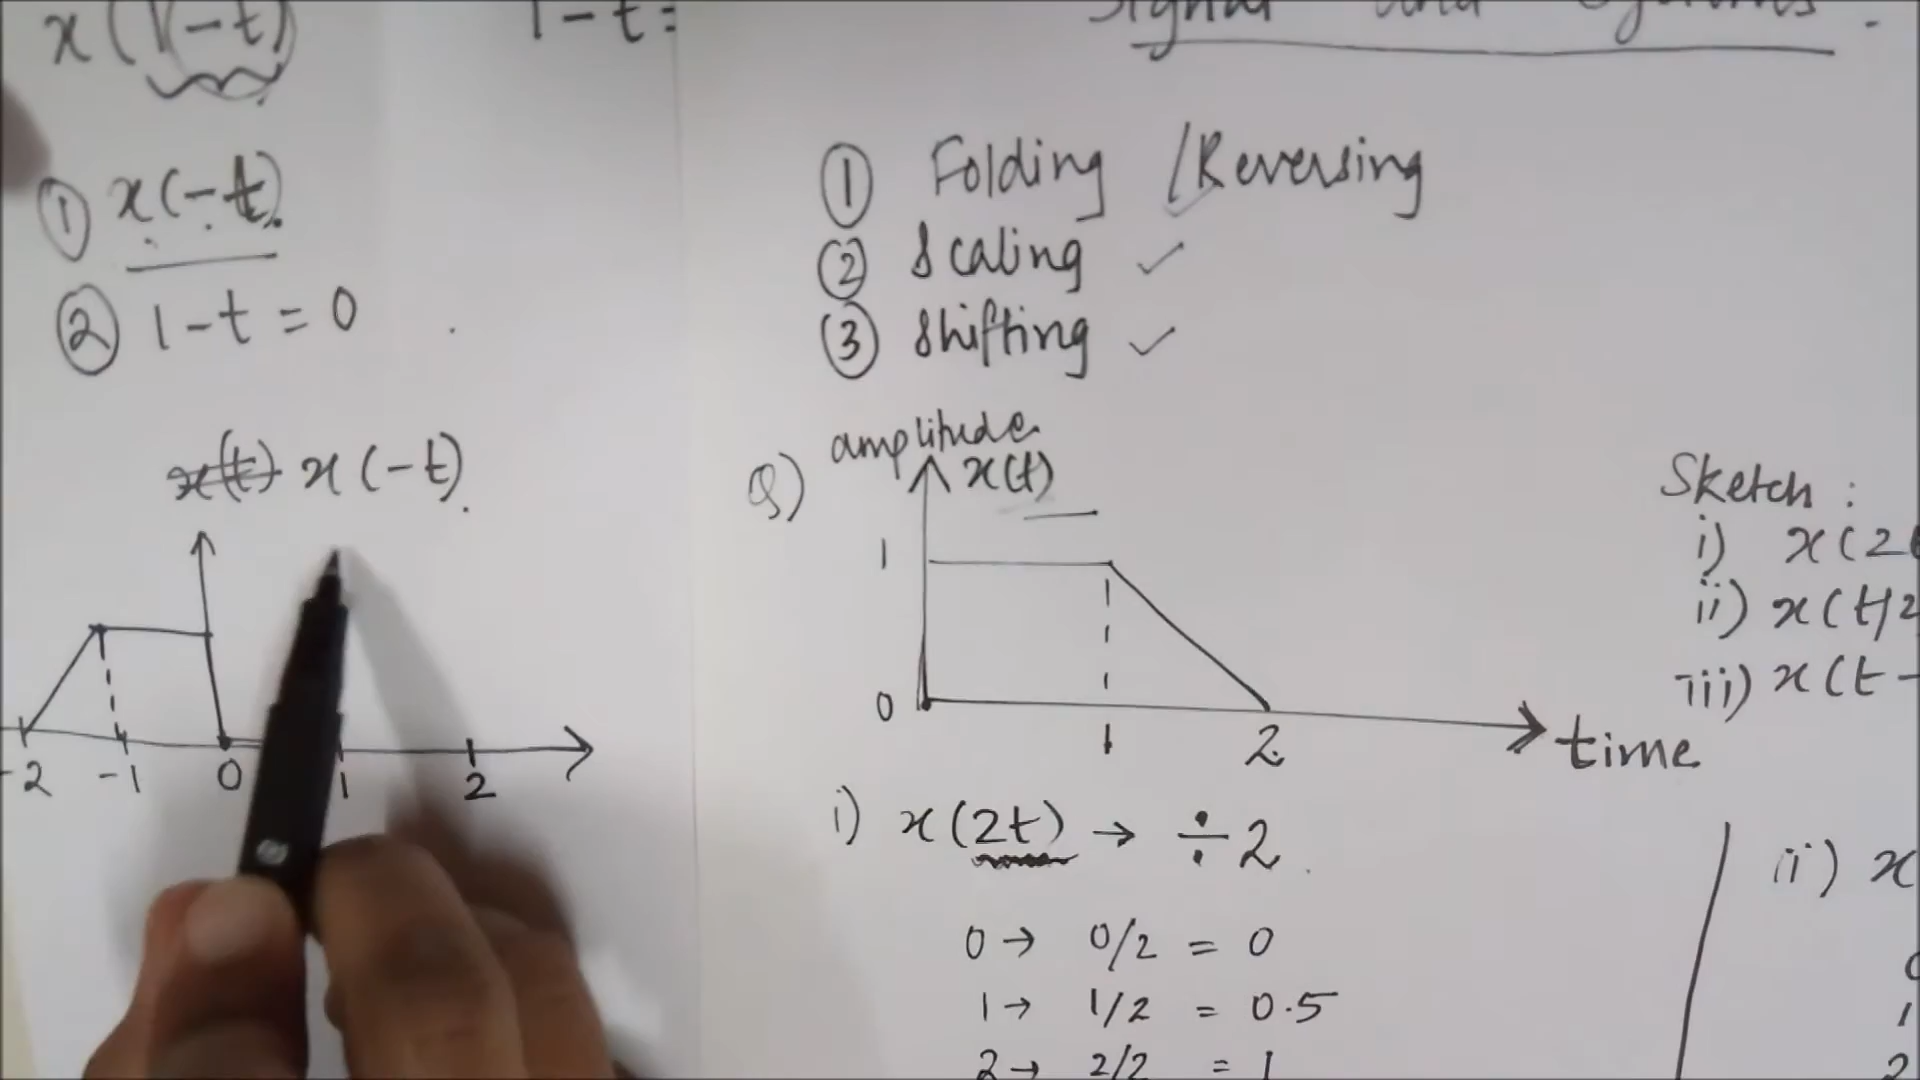 x(1-t)
1-t=
Signal and Systems.
① x(-t)
② 1-t=0
x(t) x(-t)
-2 -1 0 1 2
① Folding /Reversing
② Scaling ✓
③ Shifting ✓
Q)
amplitude
x(t)
1
0
1 2 time
Sketch :
i) x(2
ii) x(t/2
iii) x(t-
i) x(2t) → ÷2
0 → 0/2 = 0
1 → 1/2 = 0.5
2 → 2/2 = 1
ii) x
1
2